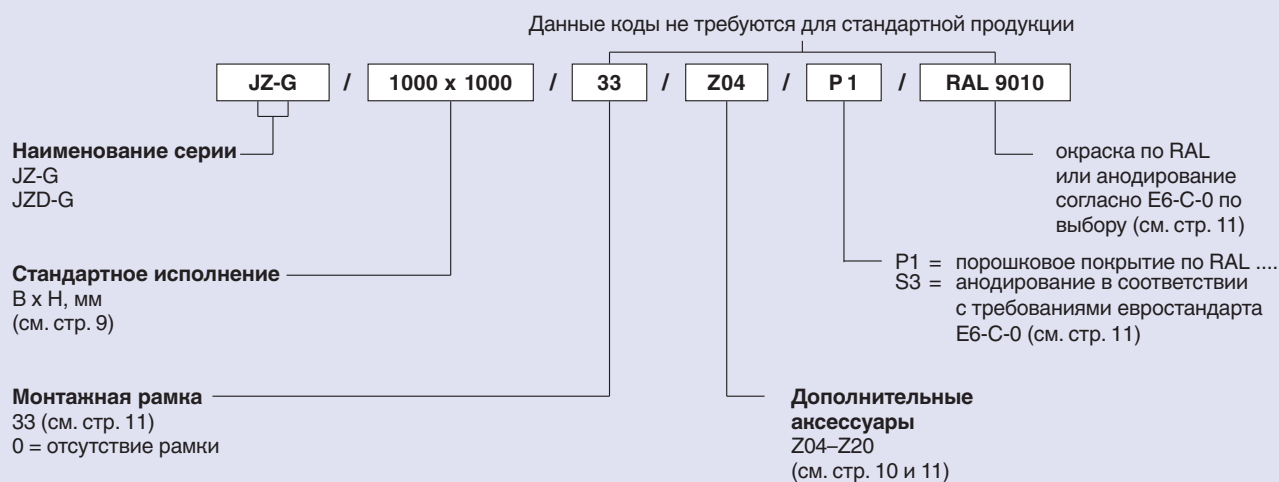 Данные коды не требуются для стандартной продукции
JZ-G / 1000 x 1000 / 33 / Z04 / P 1 / RAL 9010
Наименование серии
JZ-G
JZD-G
окраска по RAL
или анодирование
согласно E6-C-0 по
выбору (см. стр. 11)
Стандартное исполнение
B x H, мм
(см. стр. 9)
P1 = порошковое покрытие по RAL ....
S3 = анодирование в соответствии
с требованиями евростандарта
E6-C-0 (см. стр. 11)
Монтажная рамка
33 (см. стр. 11)
0 = отсутствие рамки
Дополнительные
аксессуары
Z04–Z20
(см. стр. 10 и 11)